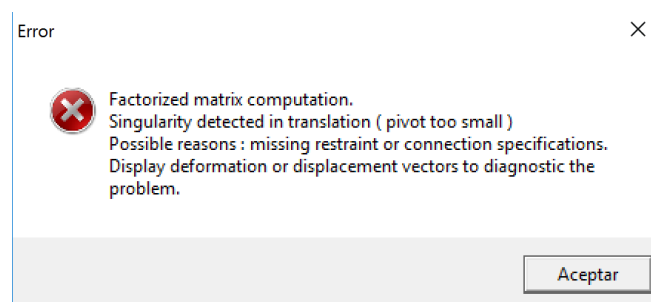 Error
Factorized matrix computation.
Singularity detected in translation ( pivot too small )
Possible reasons : missing restraint or connection specifications.
Display deformation or displacement vectors to diagnostic the
problem.
Aceptar